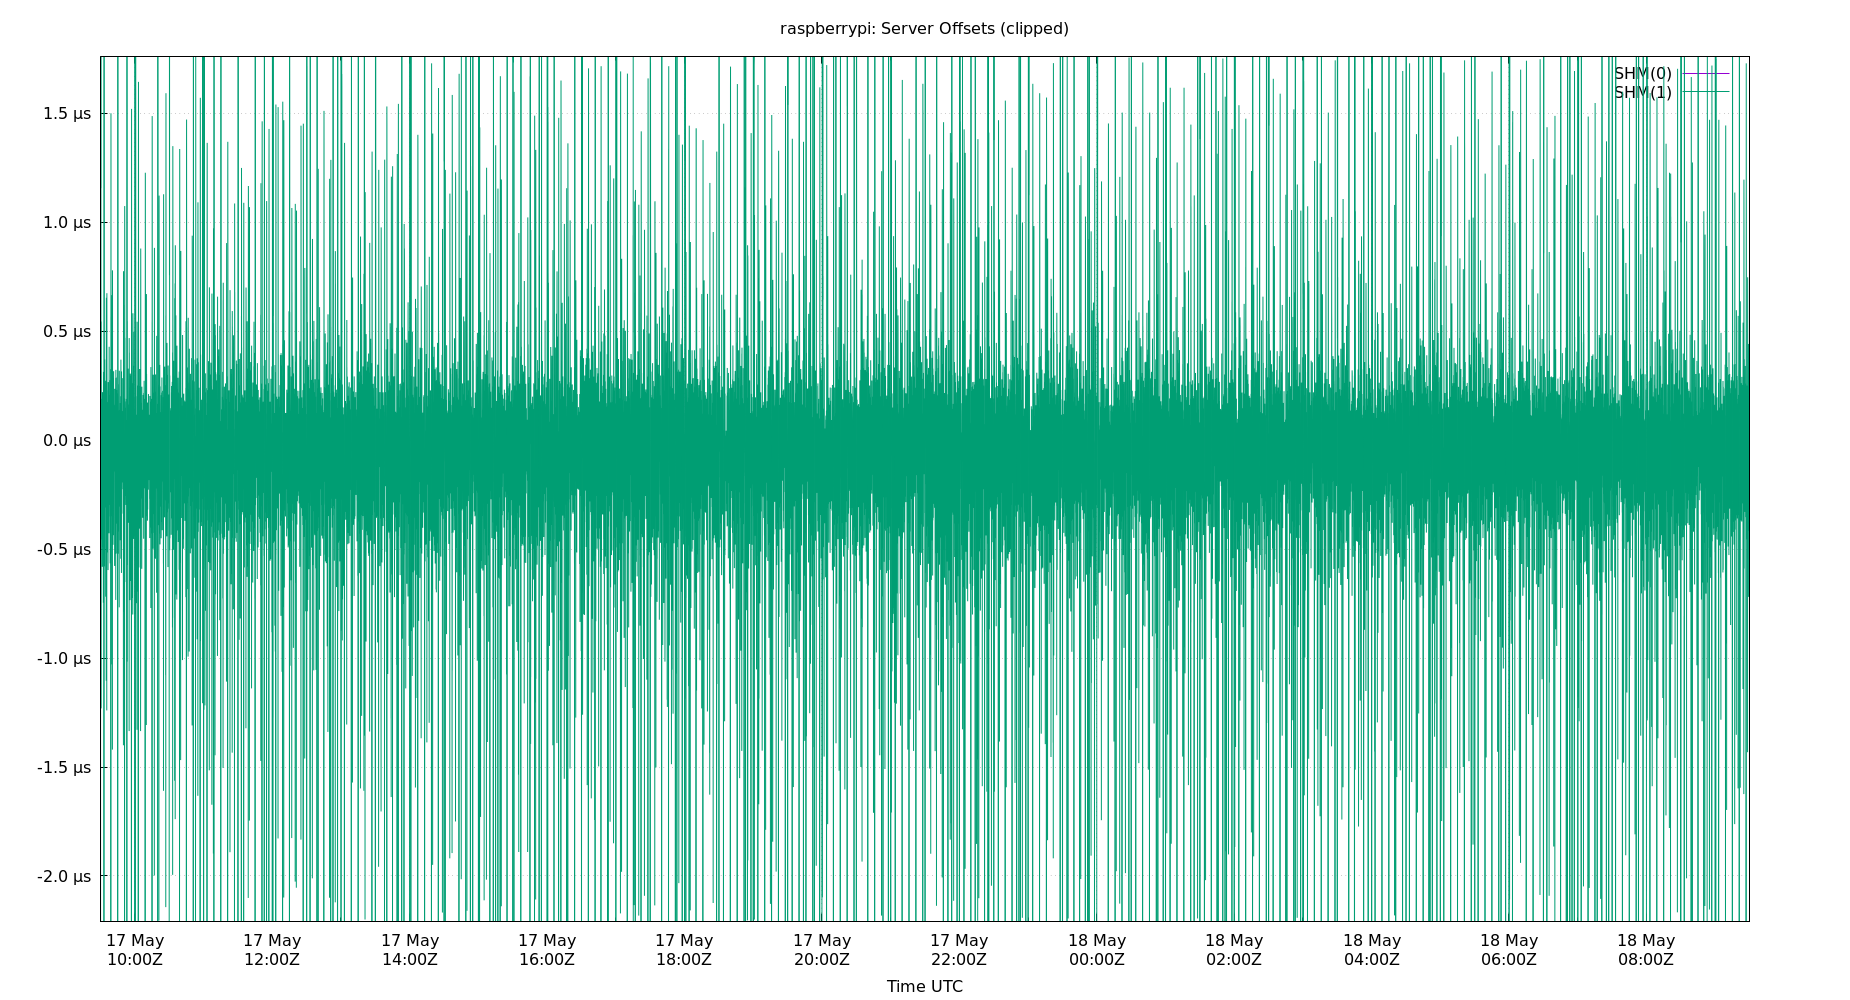 raspberrypi: Server Offsets (clipped)
SHM(0)
SHM(1)
1.5 µs
1.0 µs
0.5 µs
0.0 µs
-0.5 µs
-1.0 µs
-1.5 µs
-2.0 µs
17 May 17 May 17 May 17 May 17 May 17 May 17 May 18 May 18 May 18 May 18 May 18 May
10:00Z 12:00Z 14:00Z 16:00Z 18:00Z 20:00Z 22:00Z 00:00Z 02:00Z 04:00Z 06:00Z 08:00Z
Time UTC